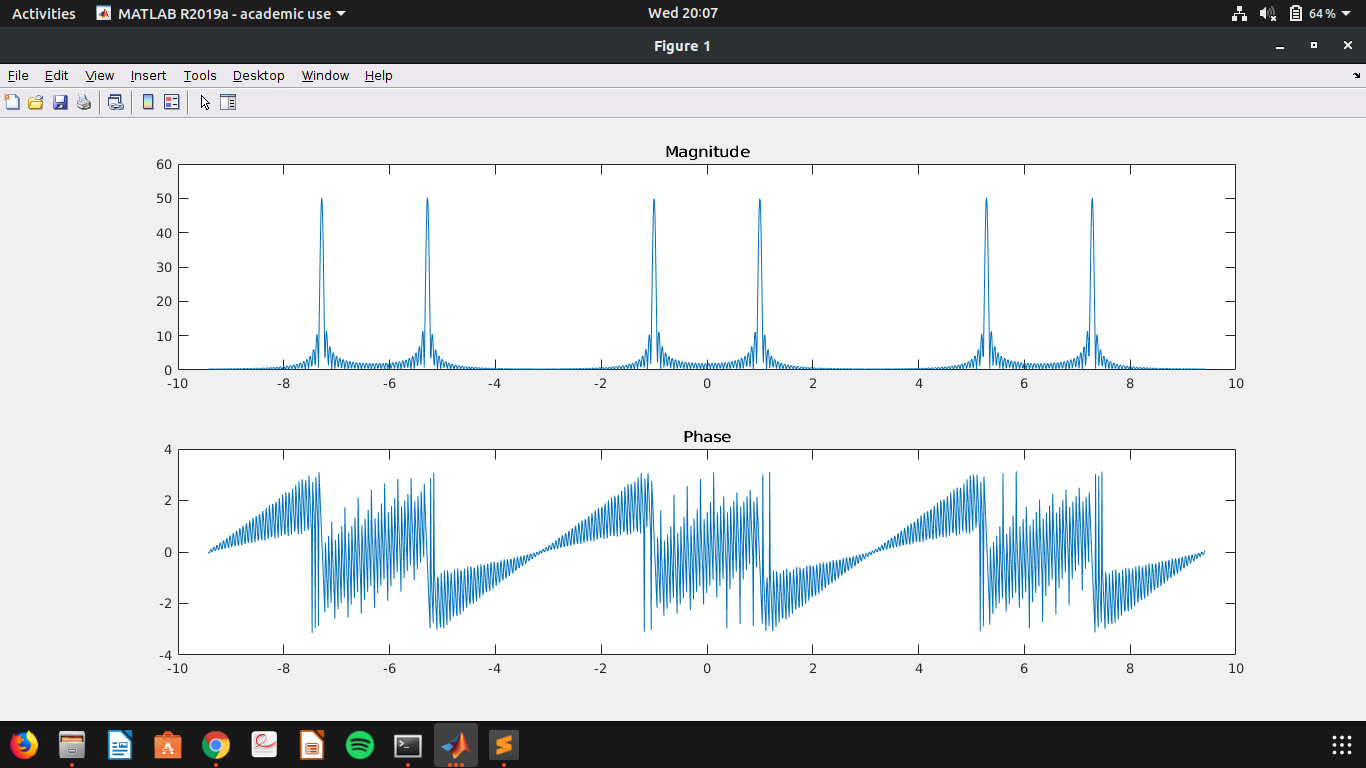 Activities MATLAB R2019a - academic use Wed 20:07 64 %
Figure 1
File Edit View Insert Tools Desktop Window Help
Magnitude
60
50
40
30
20
10
0
-10 -8 -6 -4 -2 0 2 4 6 8 10
Phase
4
2
0
-2
-4
-10 -8 -6 -4 -2 0 2 4 6 8 10